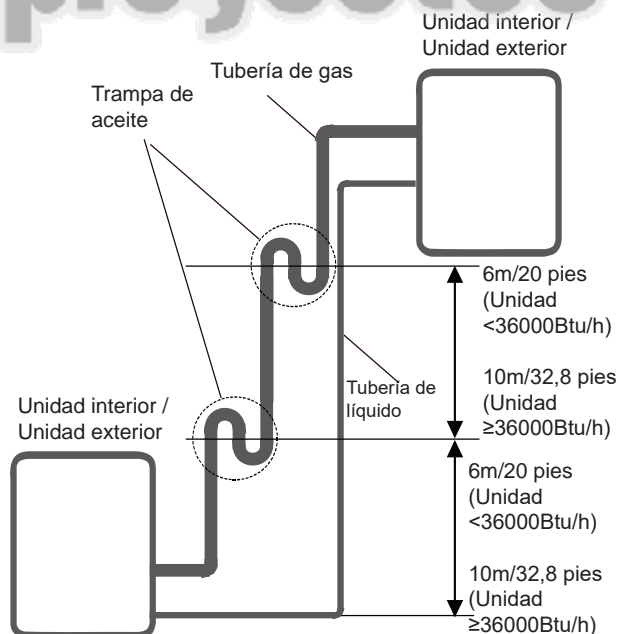 proyectos
Unidad interior /
Unidad exterior
Tubería de gas
Trampa de
aceite
6m/20 pies
(Unidad
<36000Btu/h)
10m/32,8 pies
(Unidad
≥36000Btu/h)
Tubería de
líquido
Unidad interior /
Unidad exterior
6m/20 pies
(Unidad
<36000Btu/h)
10m/32,8 pies
(Unidad
≥36000Btu/h)